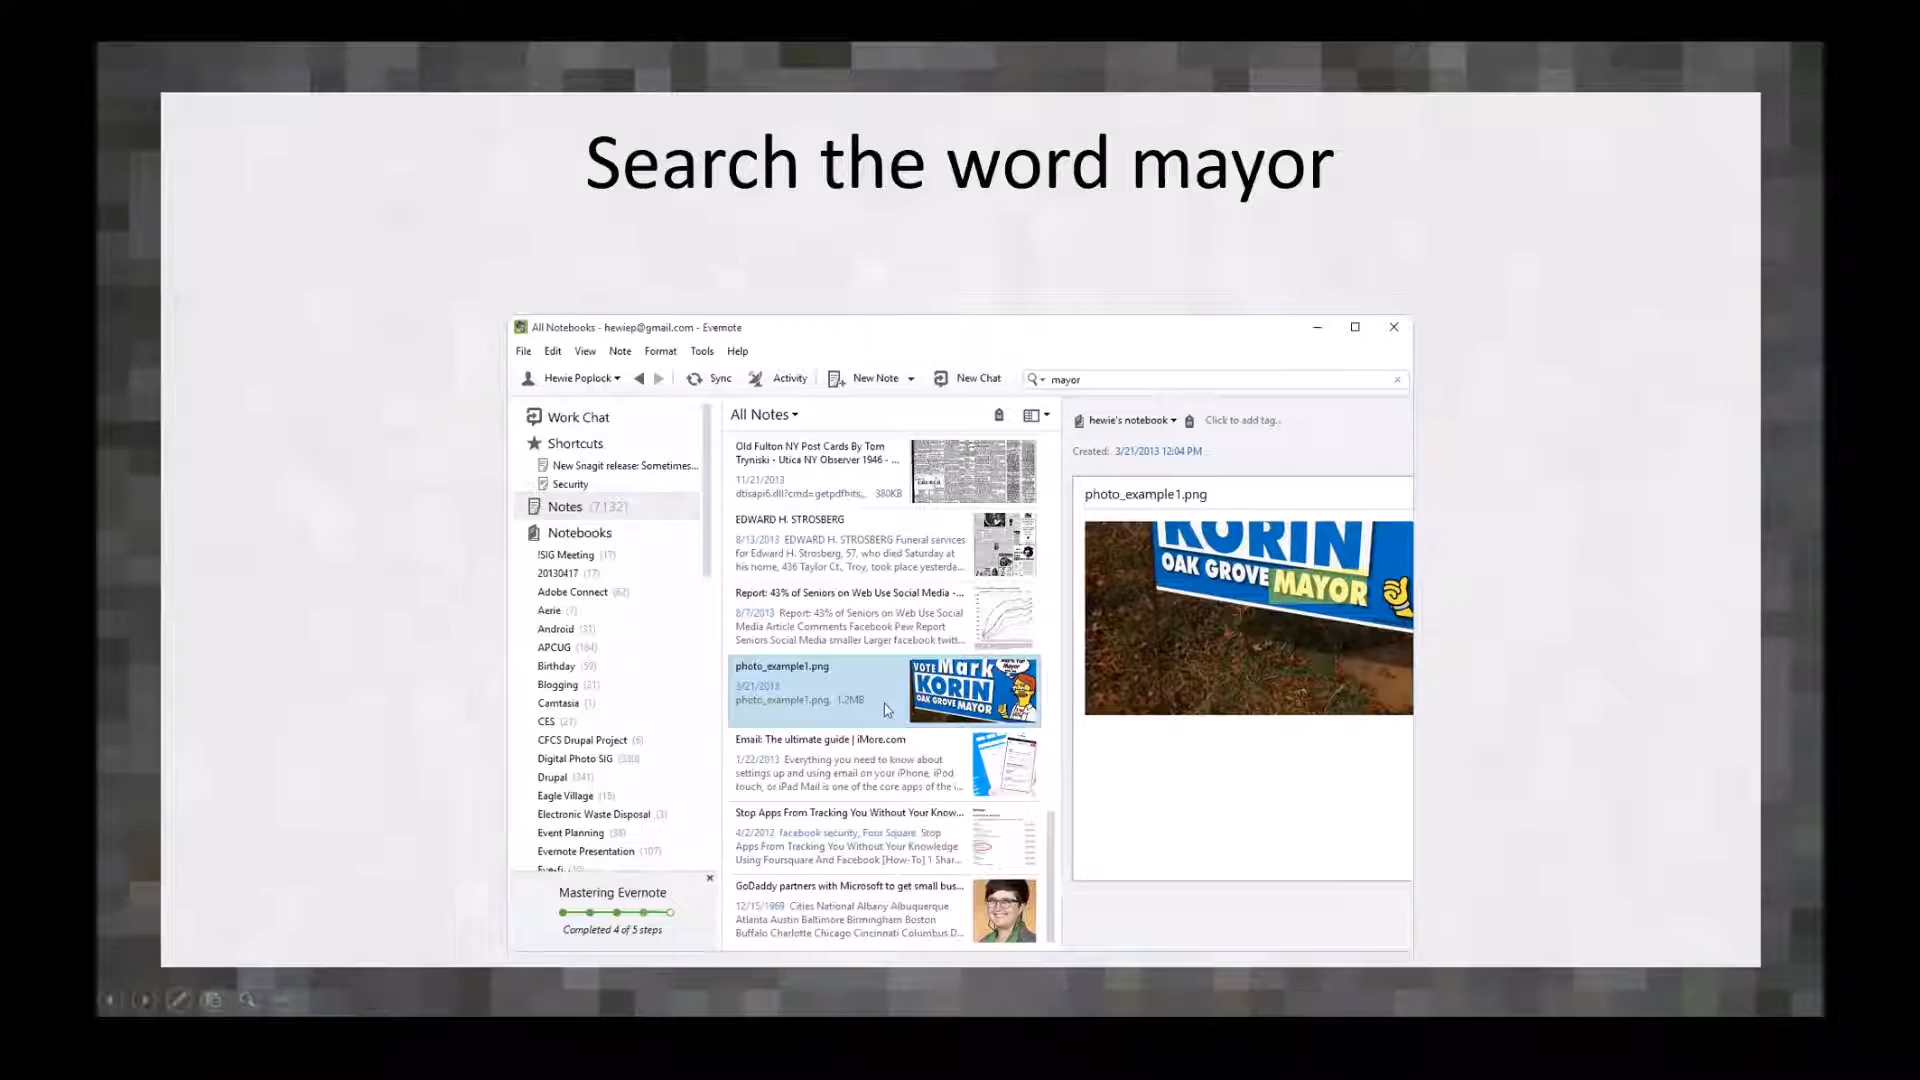 Search the word mayor
All Notebooks - hewiep@gmail.com - Evernote
File Edit View Note Format Tools Help
Hewie Poplock Sync Activity New Note New Chat mayor
Work Chat
Shortcuts
New Snagit release: Sometimes...
Security
Notes (7132)
Notebooks
!SIG Meeting (17)
20130417 (17)
Adobe Connect (62)
Aerie (7)
Android (31)
APCUG (164)
Birthday (59)
Blogging (21)
Camtasia (1)
CES (27)
CFCS Drupal Project (6)
Digital Photo SIG (330)
Drupal (341)
Eagle Village (15)
Electronic Waste Disposal (3)
Event Planning (38)
Evernote Presentation (107)
Mastering Evernote
Completed 4 of 5 steps
All Notes
Old Fulton NY Post Cards By Tom
Tryniski - Utica NY Observer 1946 - ...
11/21/2013
dtisapi6.dll?cmd=getpdfhits,... 380KB
EDWARD H. STROSBERG
8/13/2013 EDWARD H. STROSBERG Funeral services
for Edward H. Strosberg, 57, who died Saturday at
his home, 436 Taylor Ct., Troy, took place yesterda...
Report: 43% of Seniors on Web Use Social Media -...
8/7/2013 Report: 43% of Seniors on Web Use Social
Media Article Comments Facebook Pew Report
Seniors Social Media smaller Larger facebook twitt...
photo_example1.png
3/21/2013
photo_example1.png, 1.2MB
VOTE Mark
KORIN
OAK GROVE MAYOR
Email: The ultimate guide | iMore.com
1/22/2013 Everything you need to know about
settings up and using email on your iPhone, iPod
touch, or iPad Mail is one of the core apps of the i...
Stop Apps From Tracking You Without Your Know...
4/2/2012 facebook security, Four Square Stop
Apps From Tracking You Without Your Knowledge
Using Foursquare And Facebook [How-To] 1 Shar...
GoDaddy partners with Microsoft to get small bus...
12/15/1969 Cities National Albany Albuquerque
Atlanta Austin Baltimore Birmingham Boston
Buffalo Charlotte Chicago Cincinnati Columbus D...
hewie's notebook Click to add tag...
Created: 3/21/2013 12:04 PM
photo_example1.png
KORIN
OAK GROVE MAYOR